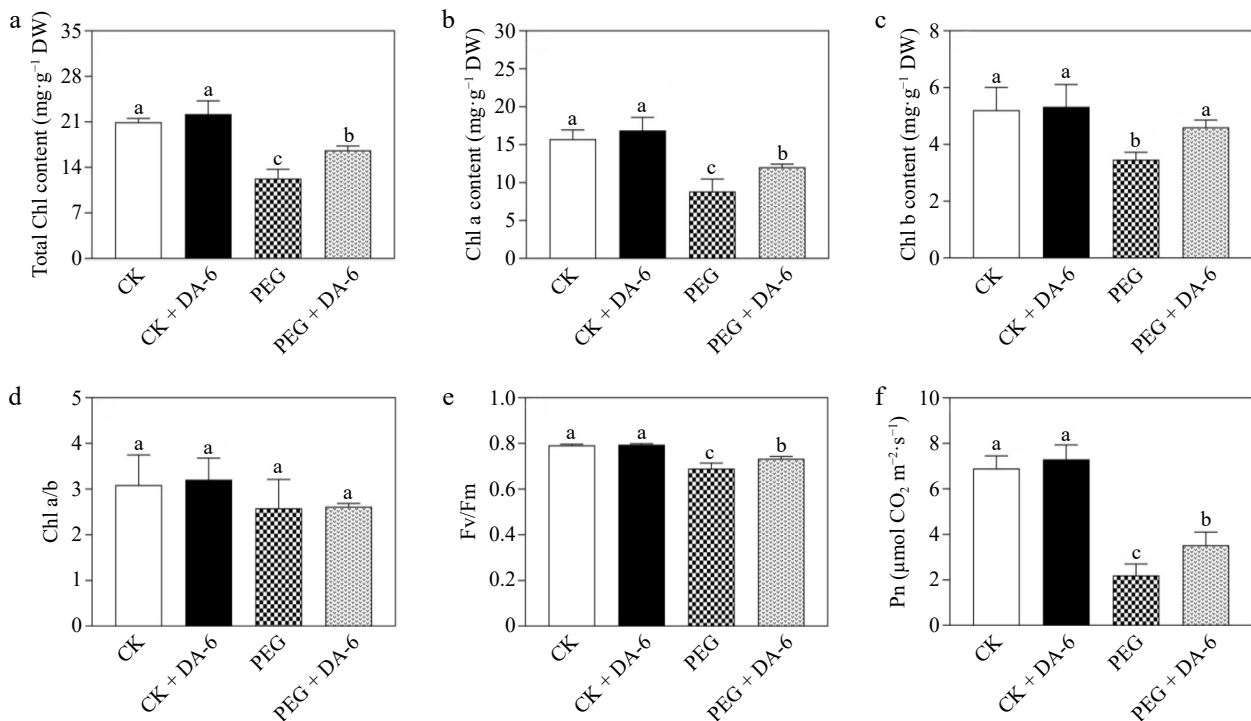 a
Total Chl content (mg·g⁻¹ DW)
35
28
21
14
7
0
a
a
c
b
CK
CK + DA-6
PEG
PEG + DA-6
b
Chl a content (mg·g⁻¹ DW)
30
25
20
15
10
5
0
a
a
c
b
CK
CK + DA-6
PEG
PEG + DA-6
c
Chl b content (mg·g⁻¹ DW)
8
6
4
2
0
a
a
b
a
CK
CK + DA-6
PEG
PEG + DA-6
d
Chl a/b
5
4
3
2
1
0
a
a
a
a
CK
CK + DA-6
PEG
PEG + DA-6
e
Fv/Fm
1.0
0.8
0.6
0.4
0.2
0
a
a
c
b
CK
CK + DA-6
PEG
PEG + DA-6
f
Pn (μmol CO₂ m⁻²·s⁻¹)
10
8
6
4
2
0
a
a
c
b
CK
CK + DA-6
PEG
PEG + DA-6